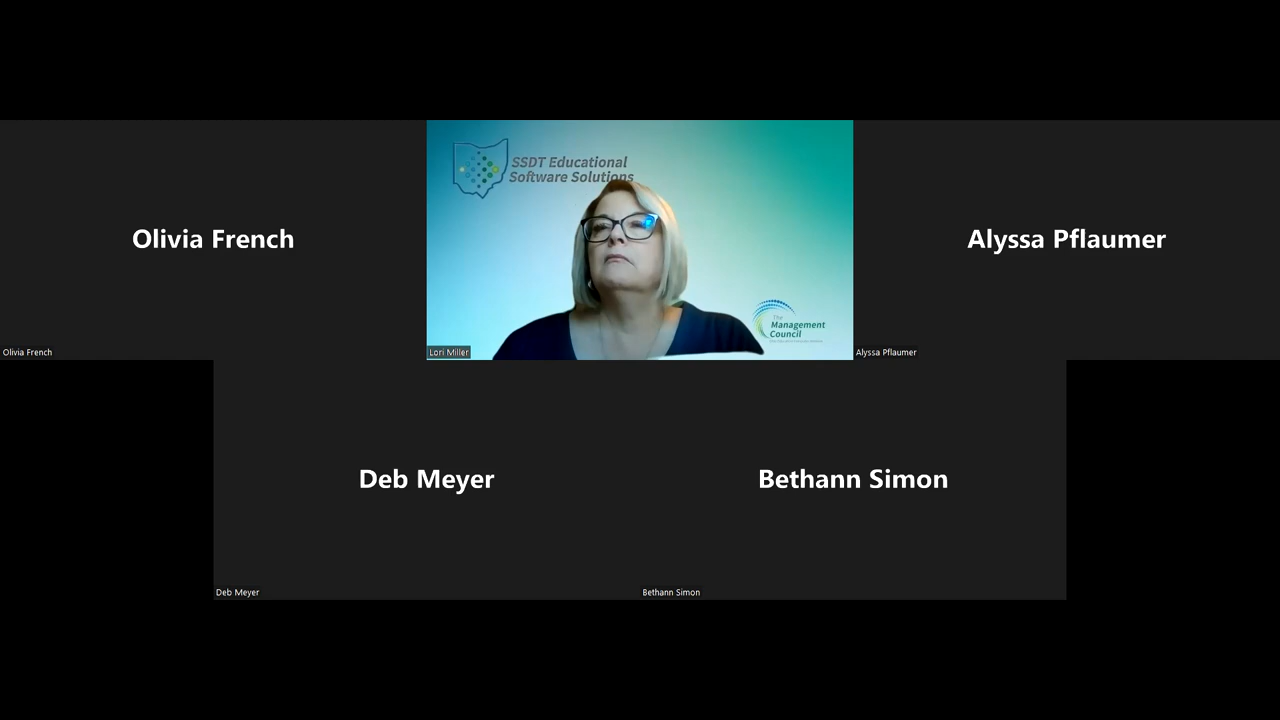 SSDT Educational
Software Solutions
Olivia French
Alyssa Pflaumer
The
Management
Council
Olivia French
Lori Miller
Alyssa Pflaumer
Deb Meyer
Bethann Simon
Deb Meyer
Bethann Simon